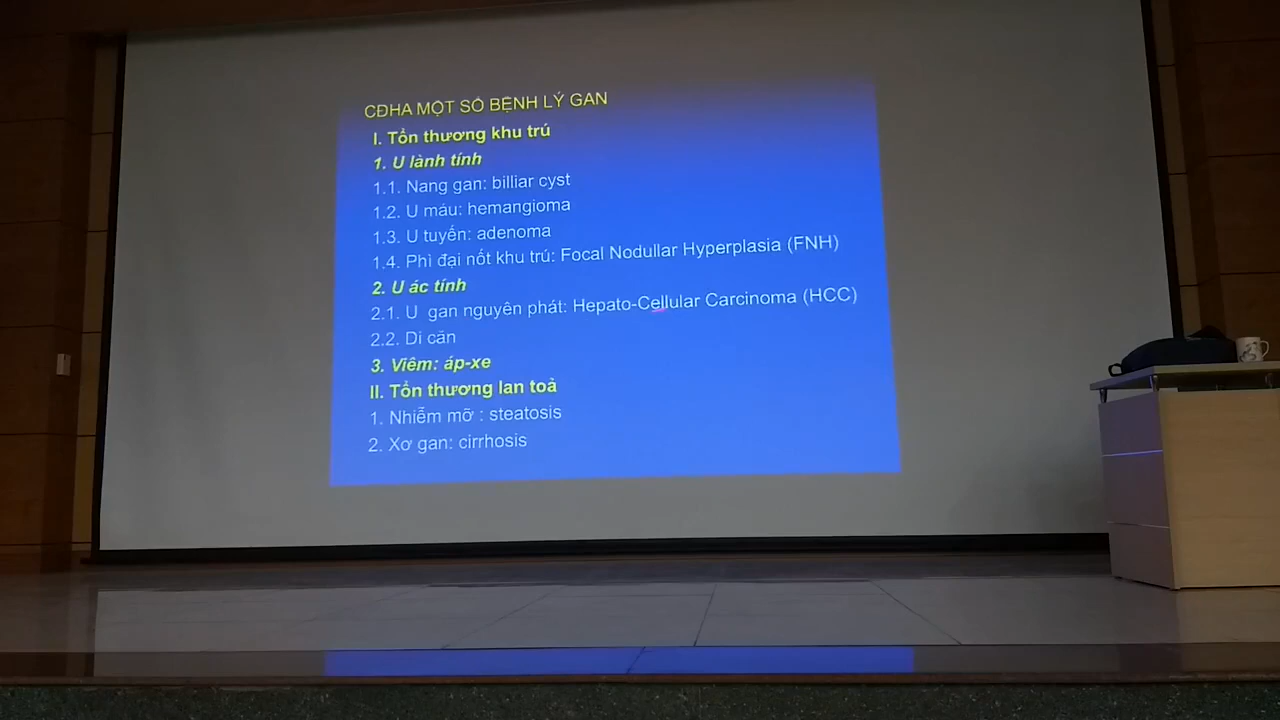 CĐHA MỘT SỐ BỆNH LÝ GAN
I. Tổn thương khu trú
1. U lành tính
1.1. Nang gan: billiar cyst
1.2. U máu: hemangioma
1.3. U tuyến: adenoma
1.4. Phì đại nốt khu trú: Focal Nodullar Hyperplasia (FNH)
2. U ác tính
2.1. U gan nguyên phát: Hepato-Cellular Carcinoma (HCC)
2.2. Di căn
3. Viêm: áp-xe
II. Tổn thương lan toả
1. Nhiễm mỡ : steatosis
2. Xơ gan: cirrhosis